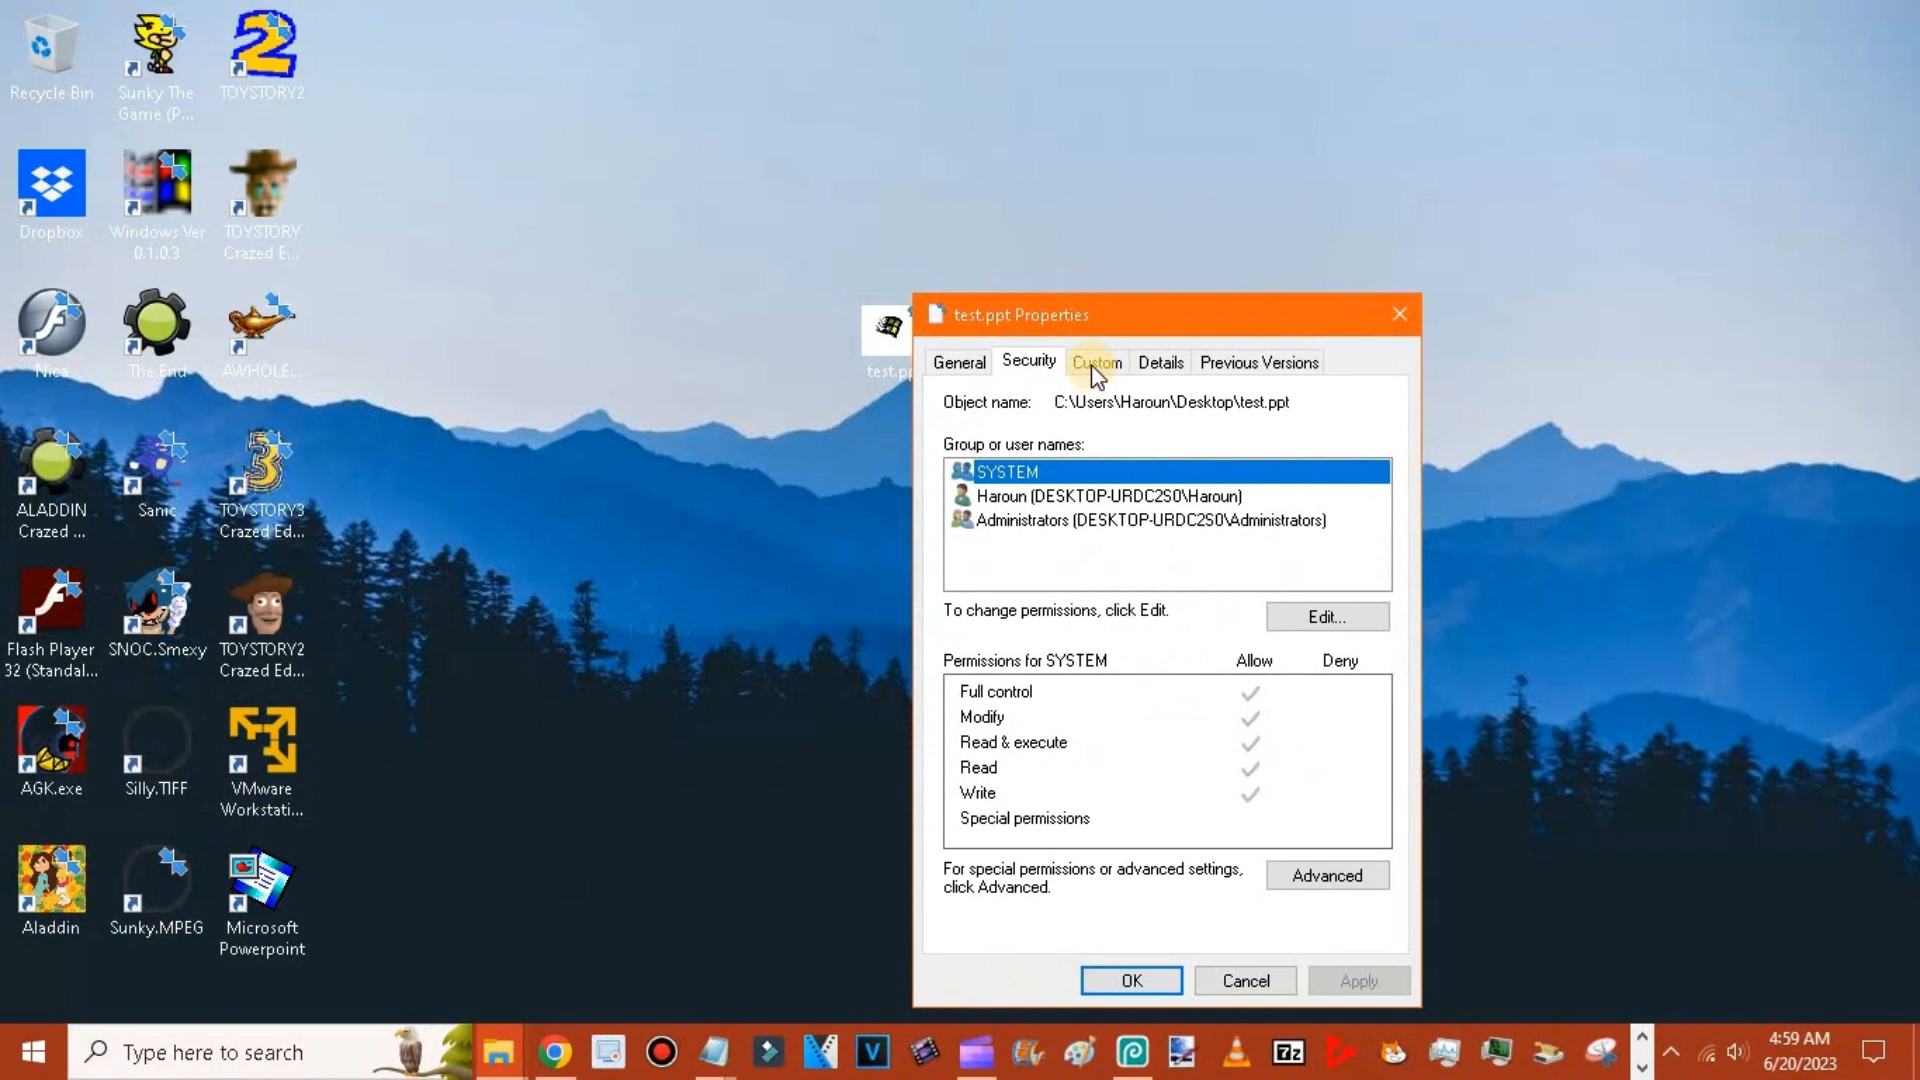 Recycle Bin
Sunky The
Game (P...
TOYSTORY2
Dropbox
Windows Ver
0.1.0.3
TOYSTORY
Crazed E...
Nica
The End
AWHOLE...
ALADDIN
Crazed ...
Sanic
TOYSTORY3
Crazed Ed...
Flash Player
32 (Standal...
SNOC.Smexy
TOYSTORY2
Crazed Ed...
AGK.exe
Silly.TIFF
VMware
Workstati...
Aladdin
Sunky.MPEG
Microsoft
Powerpoint
test.pp
test.ppt Properties
General Security Custom Details Previous Versions
Object name: C:\Users\Haroun\Desktop\test.ppt
Group or user names:
SYSTEM
Haroun (DESKTOP-URDC2S0\Haroun)
Administrators (DESKTOP-URDC2S0\Administrators)
To change permissions, click Edit.
Edit...
Permissions for SYSTEM Allow Deny
Full control
Modify
Read & execute
Read
Write
Special permissions
For special permissions or advanced settings,
click Advanced.
Advanced
OK Cancel Apply
Type here to search
7z
4:59 AM
6/20/2023